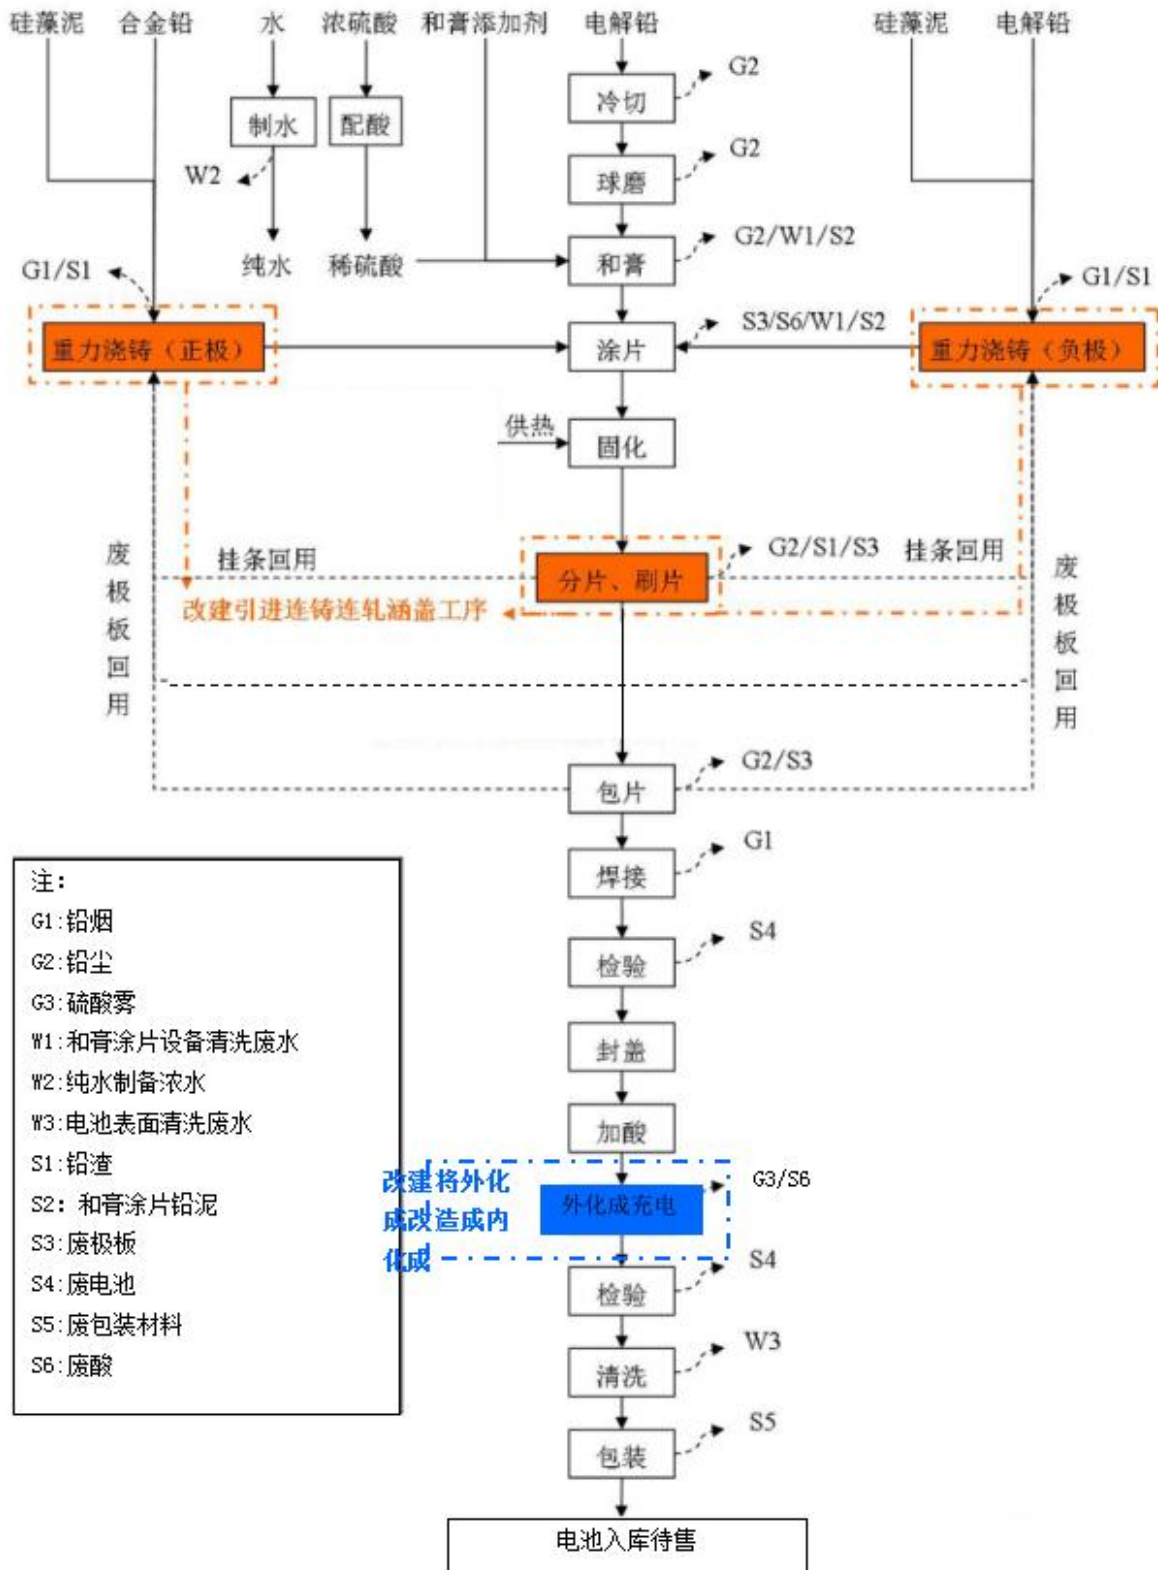 硅藻泥 合金铅 水 浓硫酸 和膏添加剂 电解铅 硅藻泥 电解铅
冷切 G2
制水 配酸
球磨 G2
W2
纯水 稀硫酸 和膏 G2/W1/S2
G1/S1 G1/S1
重力浇铸（正极） 涂片 S3/S6/W1/S2 重力浇铸（负极）
供热 固化
废极板回用 挂条回用 分片、刷片 G2/S1/S3 挂条回用 废极板回用
改建引进连铸连轧涵盖工序
包片 G2/S3
焊接 G1
检验 S4
封盖
加酸
改建将外化
成改造成内
化成
外化成充电 G3/S6
检验 S4
清洗 W3
包装 S5
电池入库待售
注：
G1:铅烟
G2:铅尘
G3:硫酸雾
W1:和膏涂片设备清洗废水
W2:纯水制备浓水
W3:电池表面清洗废水
S1:铅渣
S2：和膏涂片铅泥
S3:废极板
S4:废电池
S5:废包装材料
S6:废酸